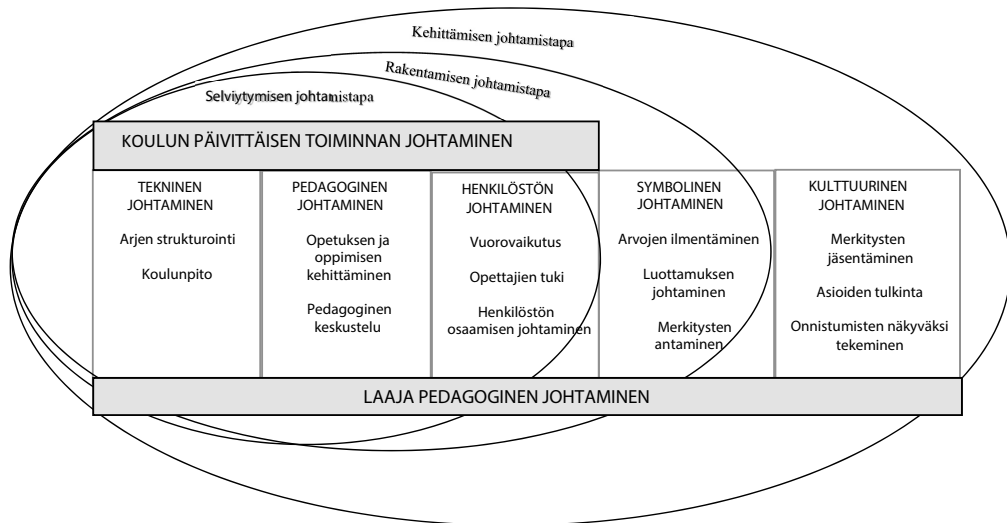 Kehittämisen johtamistapa
Rakentamisen johtamistapa
Selviytymisen johtamistapa
KOULUN PÄIVITTÄISEN TOIMINNAN JOHTAMINEN
TEKNINEN
JOHTAMINEN
Arjen strukturointi
Koulunpito
PEDAGOGINEN
JOHTAMINEN
Opetuksen ja
oppimisen
kehittäminen
Pedagoginen
keskustelu
HENKILÖSTÖN
JOHTAMINEN
Vuorovaikutus
Opettajien tuki
Henkilöstön
osaamisen johtaminen
SYMBOLINEN
JOHTAMINEN
Arvojen ilmentäminen
Luottamuksen
johtaminen
Merkitysten
antaminen
KULTTUURINEN
JOHTAMINEN
Merkitysten
jäsentäminen
Asioiden tulkinta
Onnistumisten näkyväksi
tekeminen
LAAJA PEDAGOGINEN JOHTAMINEN